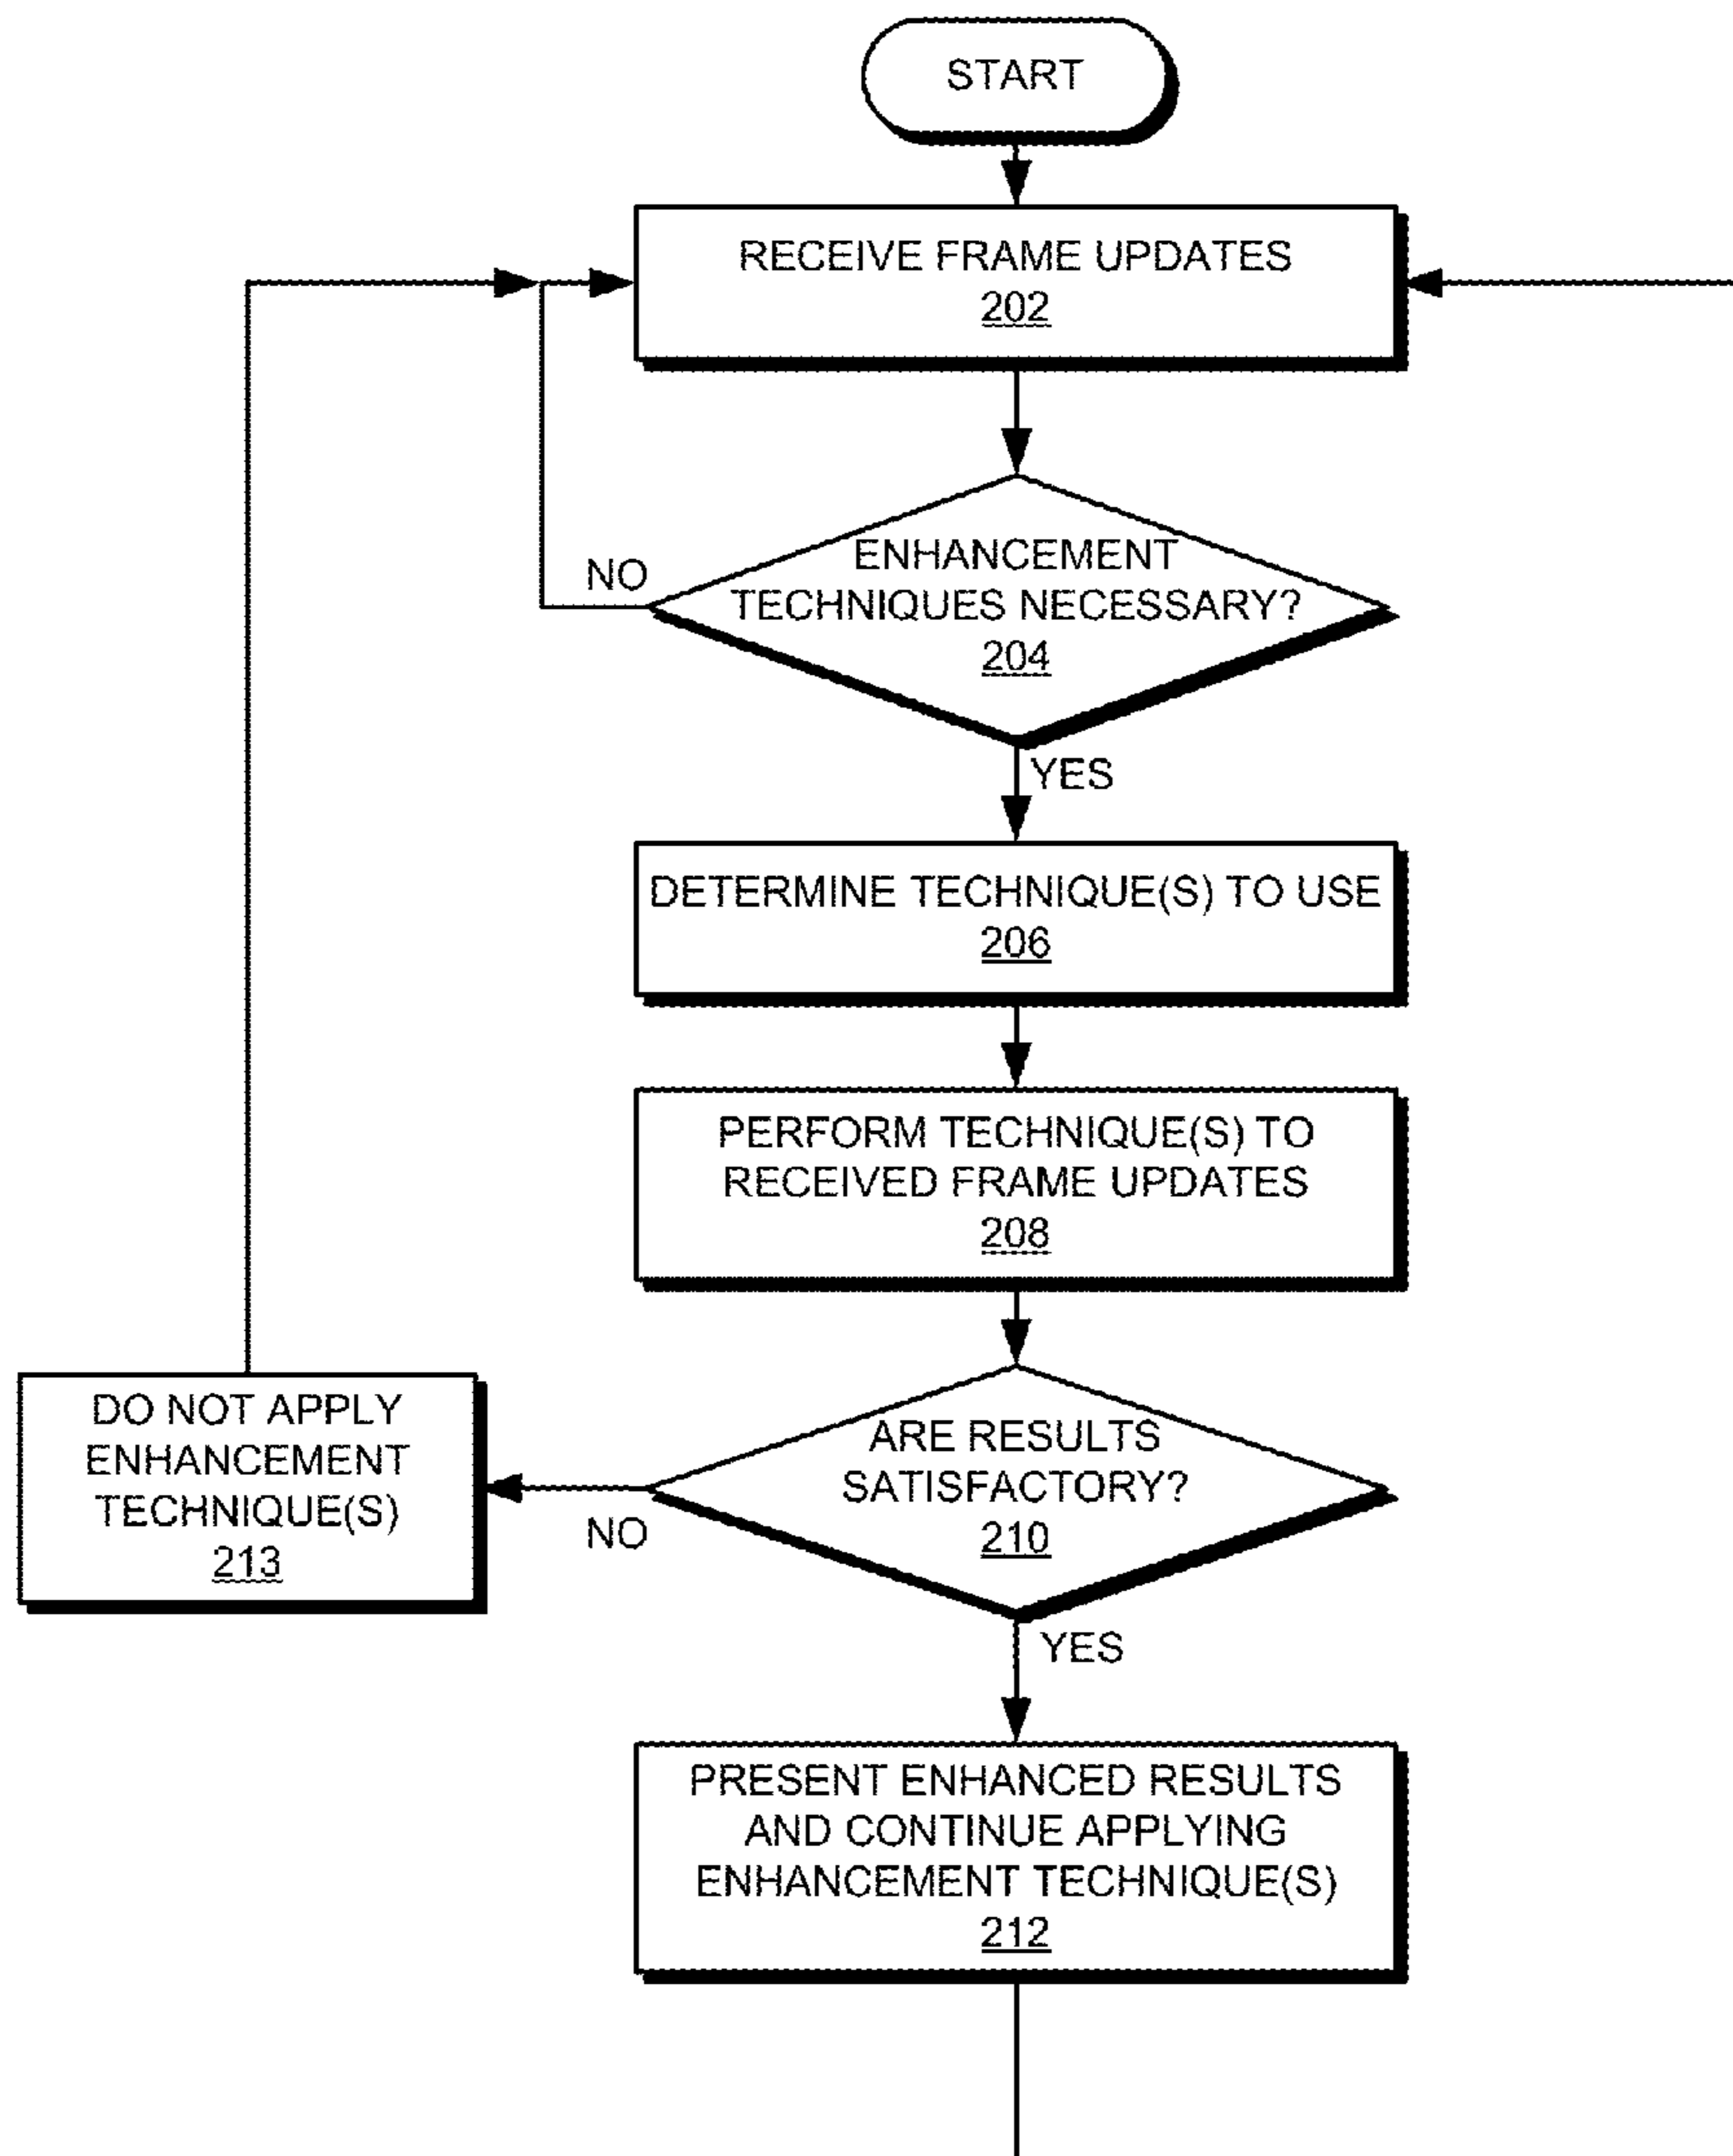 START
RECEIVE FRAME UPDATES
202
ENHANCEMENT
TECHNIQUES NECESSARY?
204
NO
YES
DETERMINE TECHNIQUE(S) TO USE
206
PERFORM TECHNIQUE(S) TO
RECEIVED FRAME UPDATES
208
ARE RESULTS
SATISFACTORY?
210
NO
DO NOT APPLY
ENHANCEMENT
TECHNIQUE(S)
213
YES
PRESENT ENHANCED RESULTS
AND CONTINUE APPLYING
ENHANCEMENT TECHNIQUE(S)
212